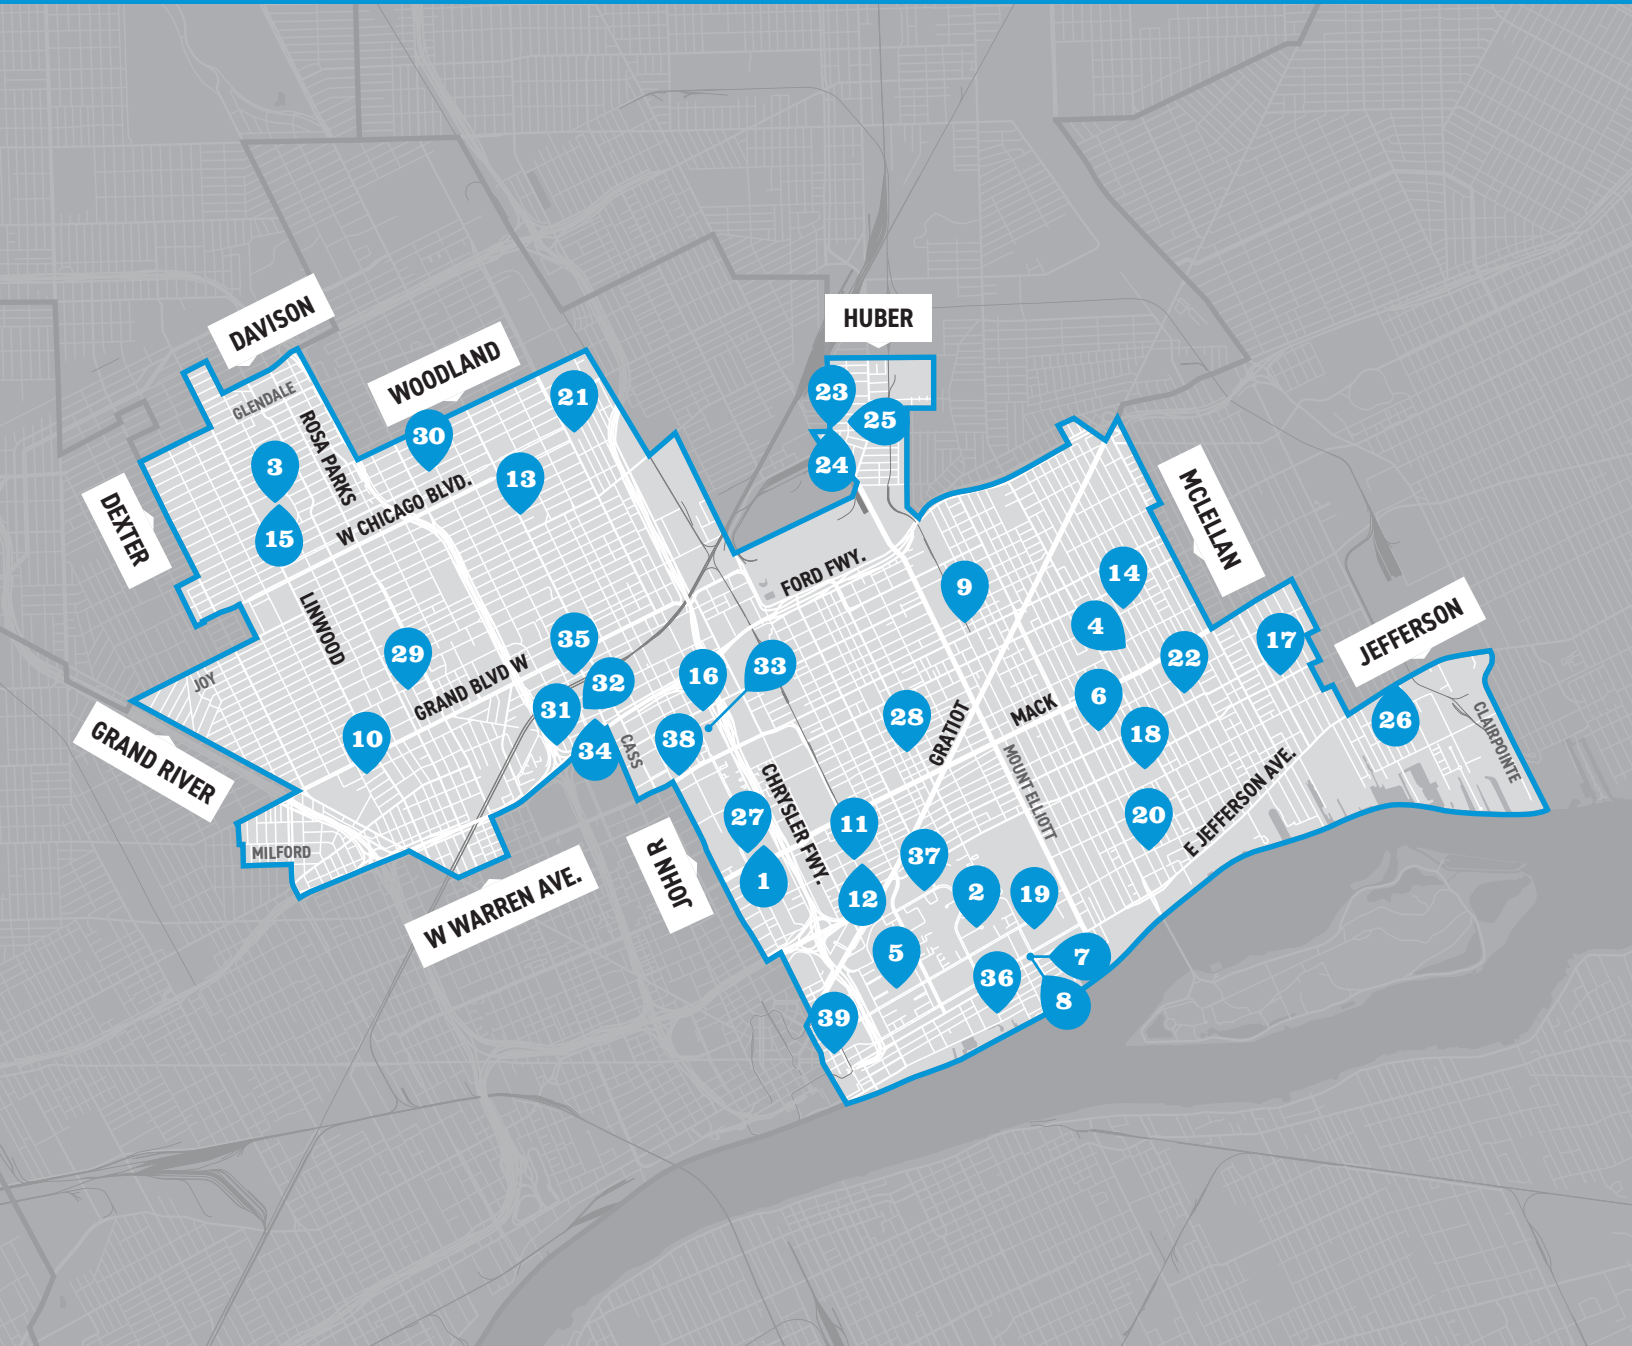 HUBER
DAVISON
WOODLAND
GLENDALE
ROSA PARKS
21
23
25
30
24
3
13
W CHICAGO BLVD.
15
DEXTER
MCLELLAN
FORD FWY.
9
14
4
17
JEFFERSON
LINWOOD
29
35
JOY
GRAND BLVD W
32
16
33
22
6
31
28
GRATIOT
MACK
26
CLAIRPOINTE
GRAND RIVER
10
34
CASS
38
18
MOUNT ELLIOTT
CHRYSLER FWY.
27
11
20
E JEFFERSON AVE.
MILFORD
37
JOHN R
1
12
2
19
W WARREN AVE.
5
7
36
8
39